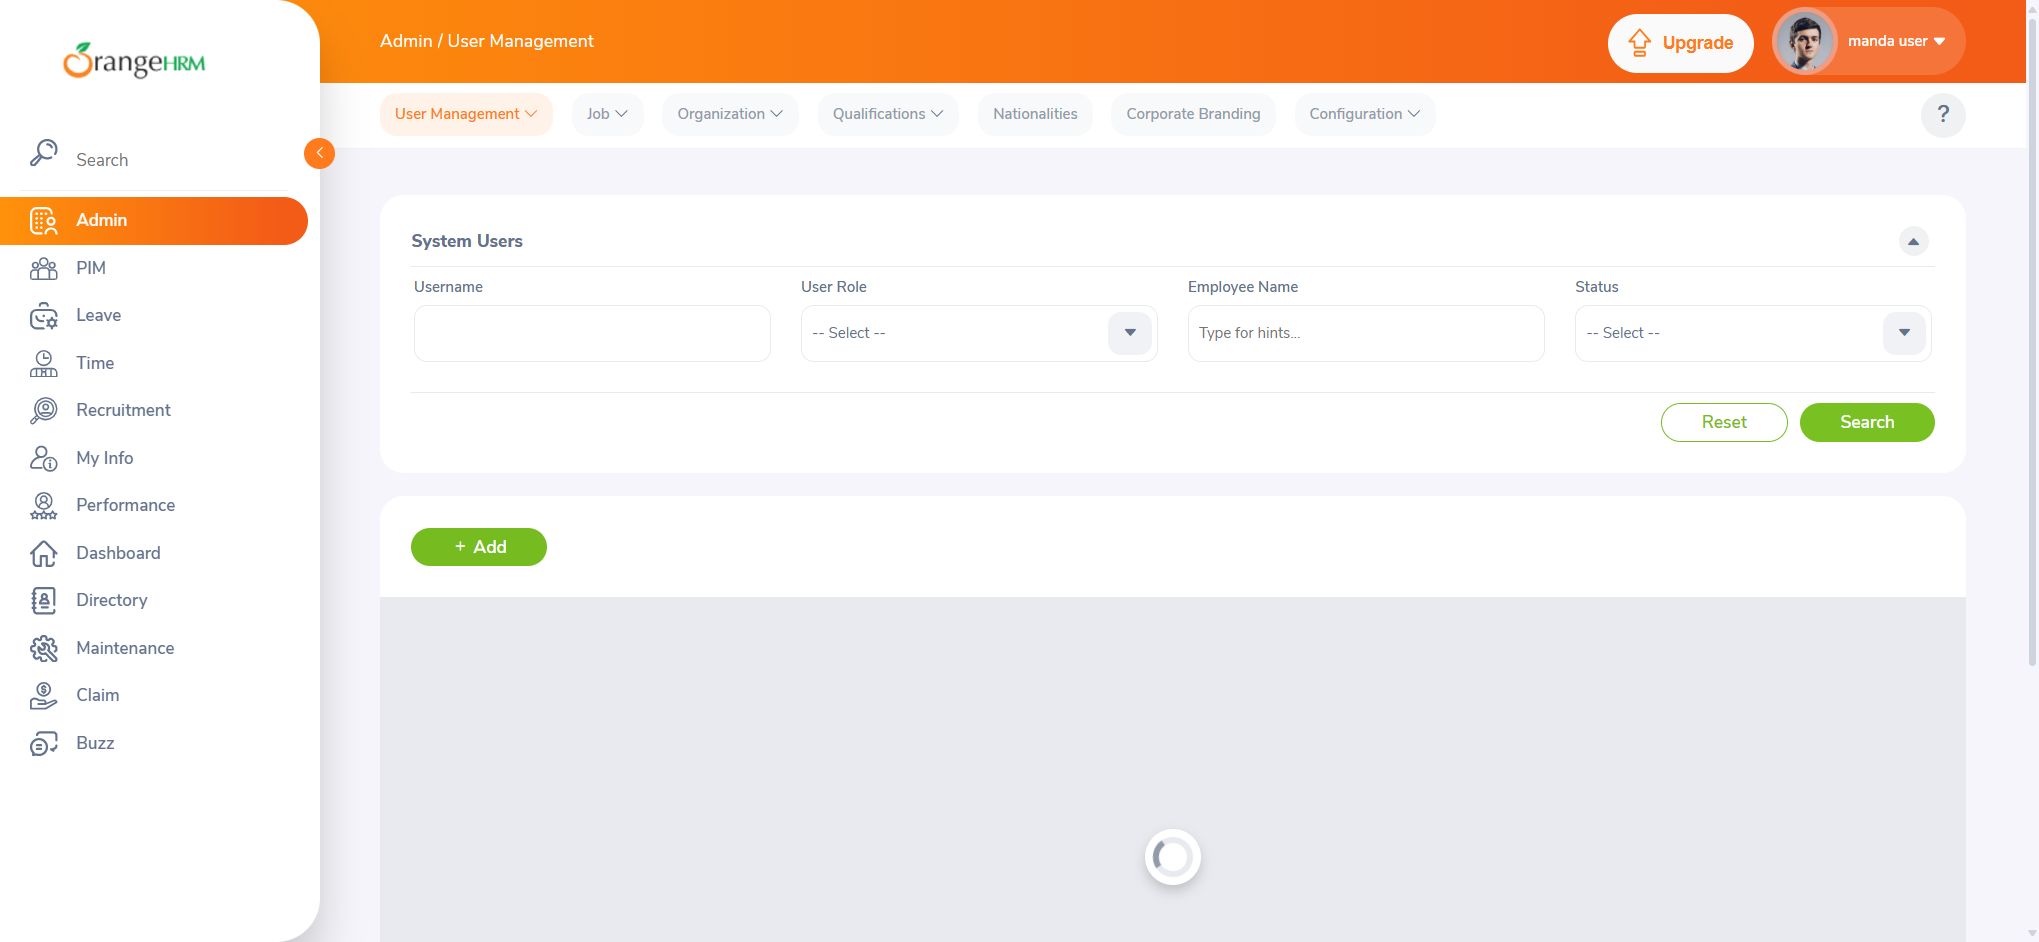 OrangeHRM
Search
Admin
PIM
Leave
Time
Recruitment
My Info
Performance
Dashboard
Directory
Maintenance
Claim
Buzz
Admin / User Management
Upgrade
manda user
User Management
Job
Organization
Qualifications
Nationalities
Corporate Branding
Configuration
?
System Users
Username
User Role
Employee Name
Status
-- Select --
Type for hints...
-- Select --
Reset
Search
+ Add